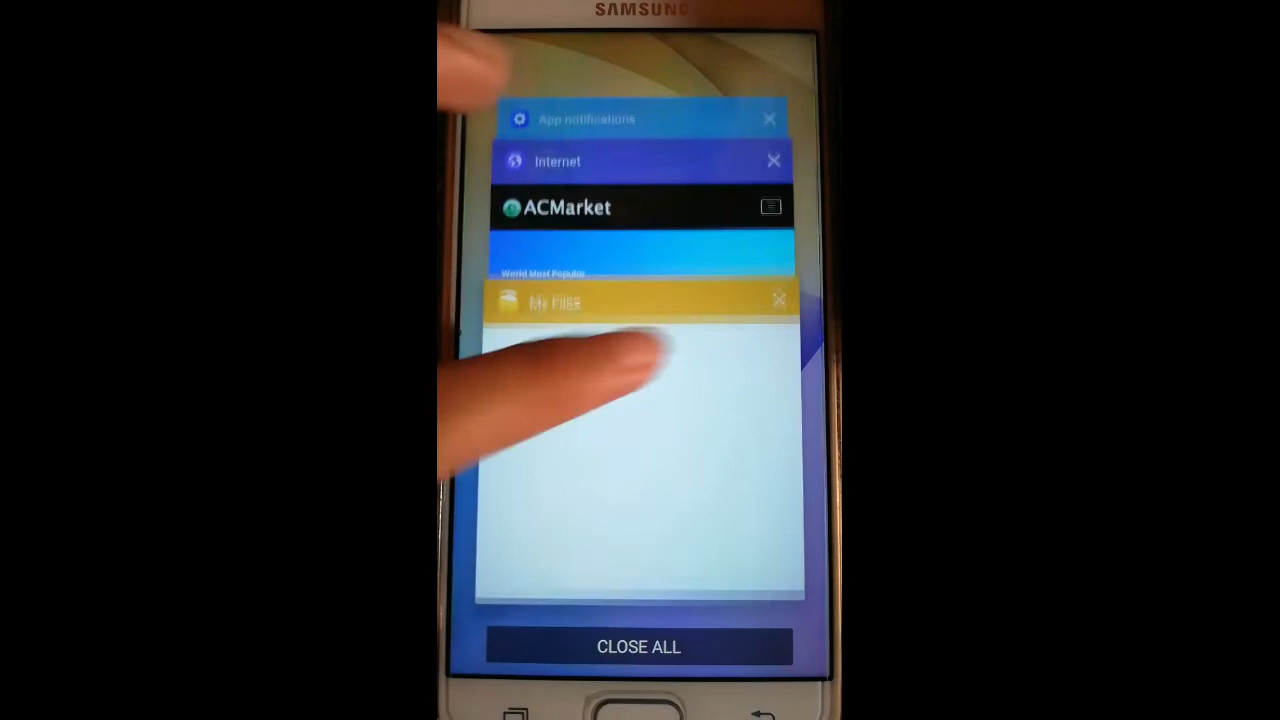 SAMSUNG
App notifications
Internet
ACMarket
World Most Popular
My Files
CLOSE ALL